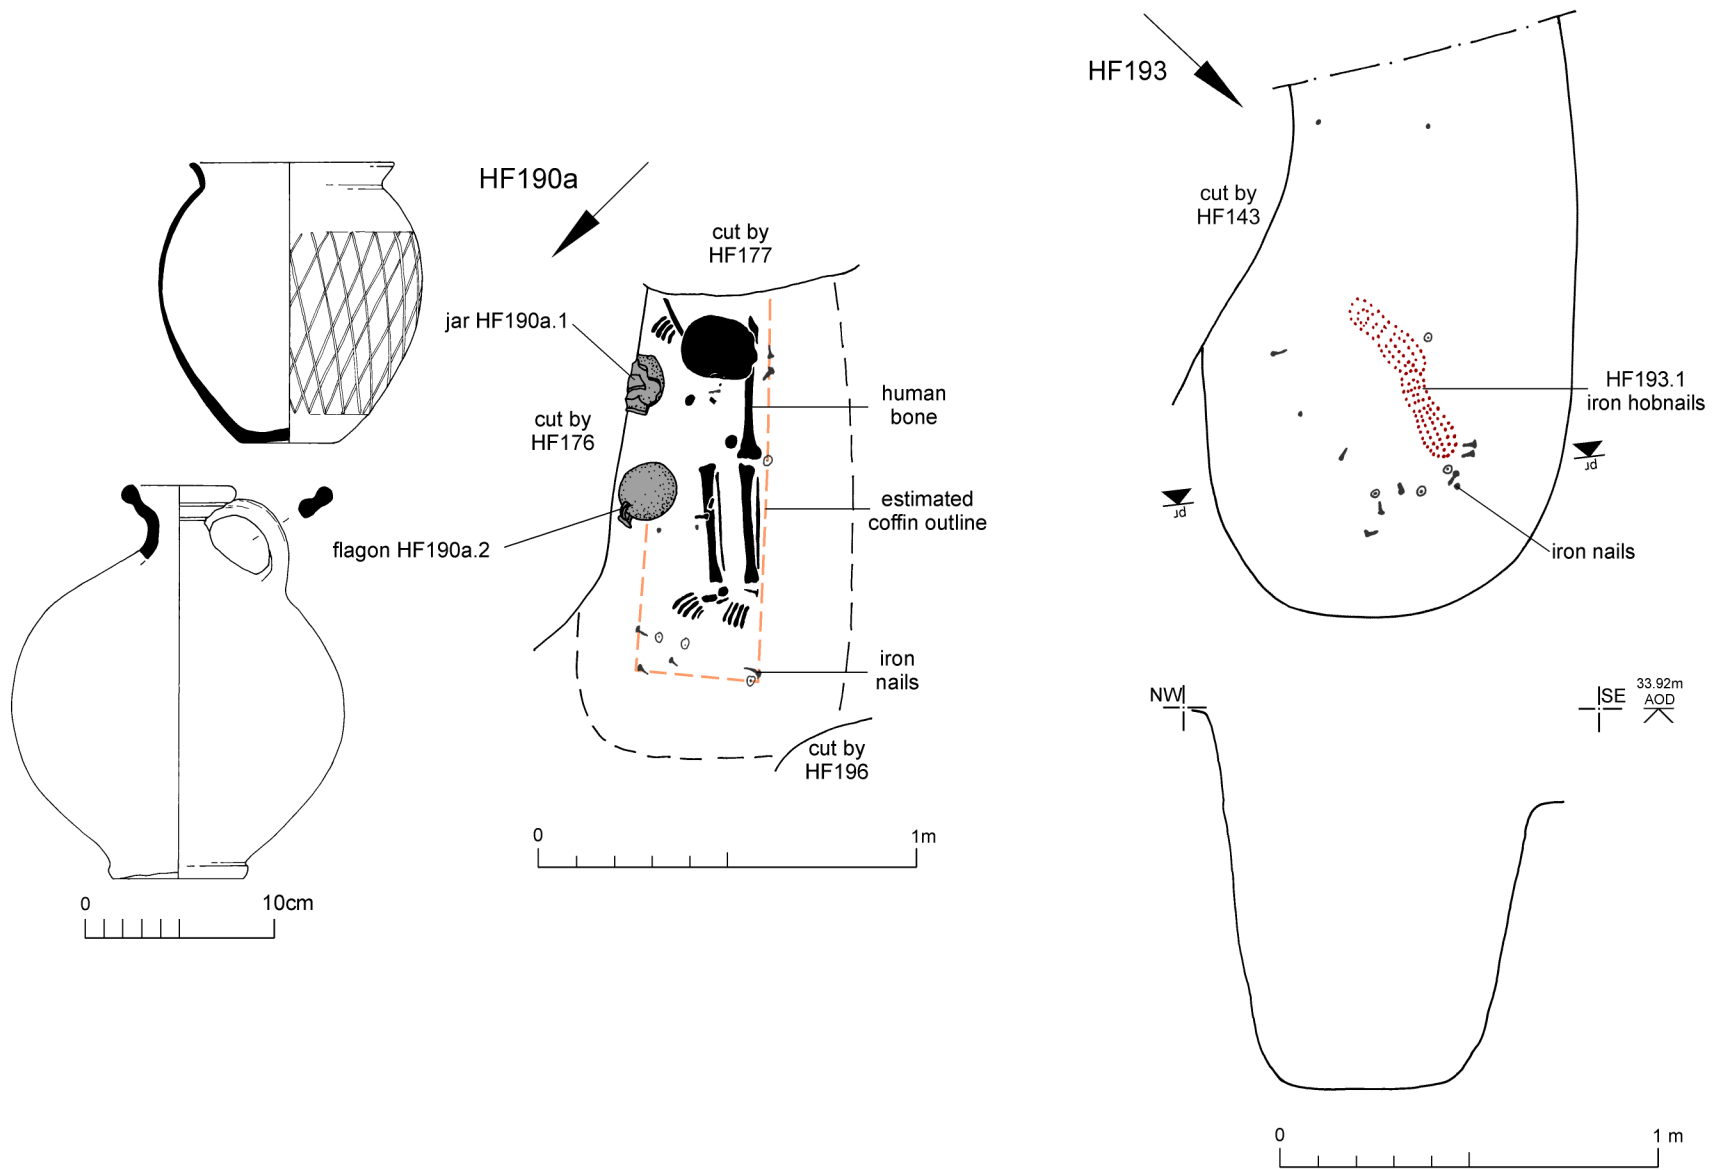 HF190a
cut by
HF177
jar HF190a.1
cut by
HF176
human
bone
estimated
coffin outline
flagon HF190a.2
iron
nails
cut by
HF196
0
1m
0
10cm
HF193
cut by
HF143
HF193.1
iron hobnails
iron nails
NW
SE
33.92m
AOD
0
1 m